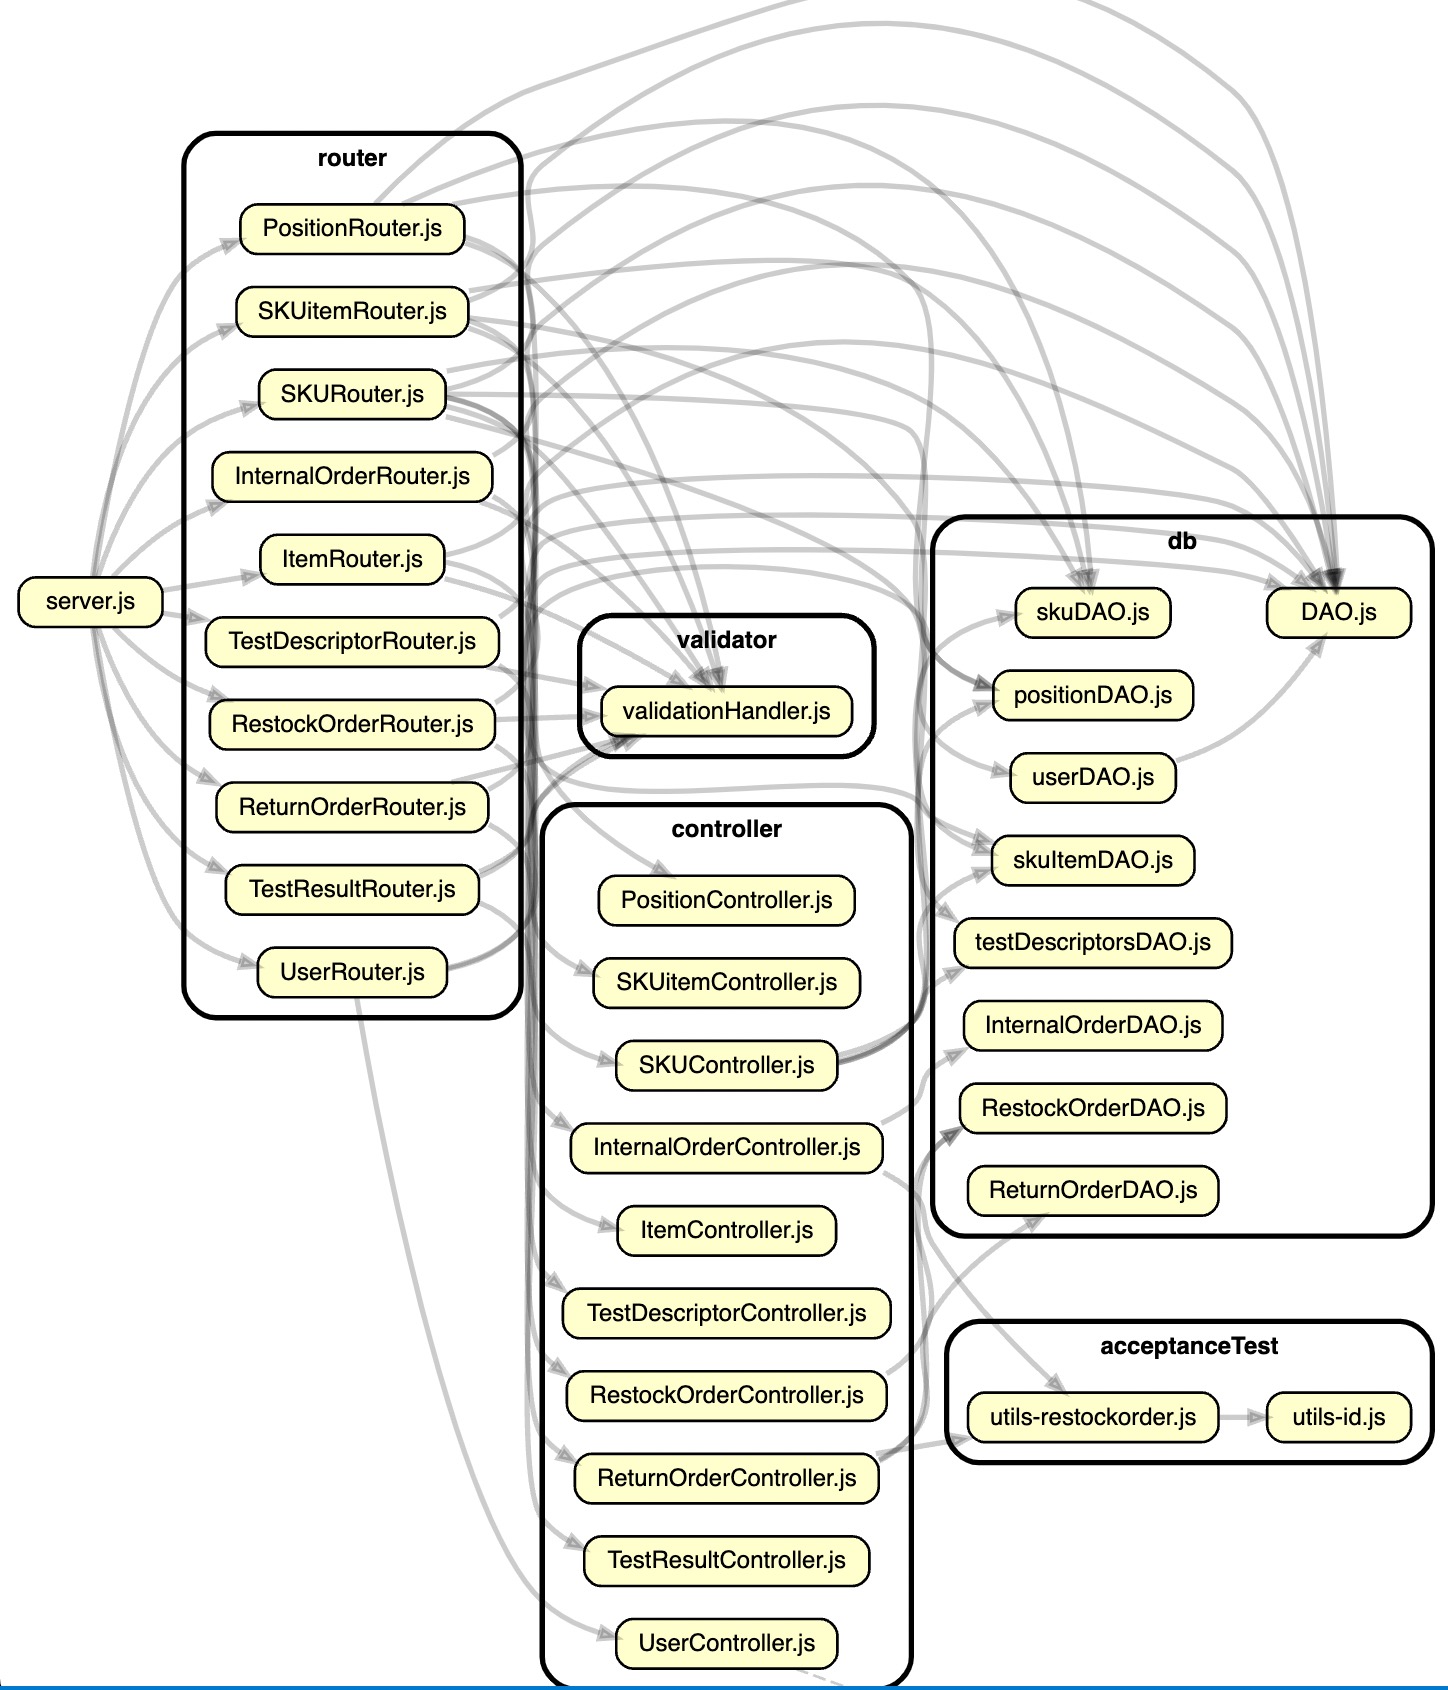 router
PositionRouter.js
SKUitemRouter.js
SKURouter.js
InternalOrderRouter.js
ItemRouter.js
server.js
TestDescriptorRouter.js
RestockOrderRouter.js
ReturnOrderRouter.js
TestResultRouter.js
UserRouter.js
validator
validationHandler.js
controller
PositionController.js
SKUitemController.js
SKUController.js
InternalOrderController.js
ItemController.js
TestDescriptorController.js
RestockOrderController.js
ReturnOrderController.js
TestResultController.js
UserController.js
db
skuDAO.js
DAO.js
positionDAO.js
userDAO.js
skuItemDAO.js
testDescriptorsDAO.js
InternalOrderDAO.js
RestockOrderDAO.js
ReturnOrderDAO.js
acceptanceTest
utils-restockorder.js
utils-id.js